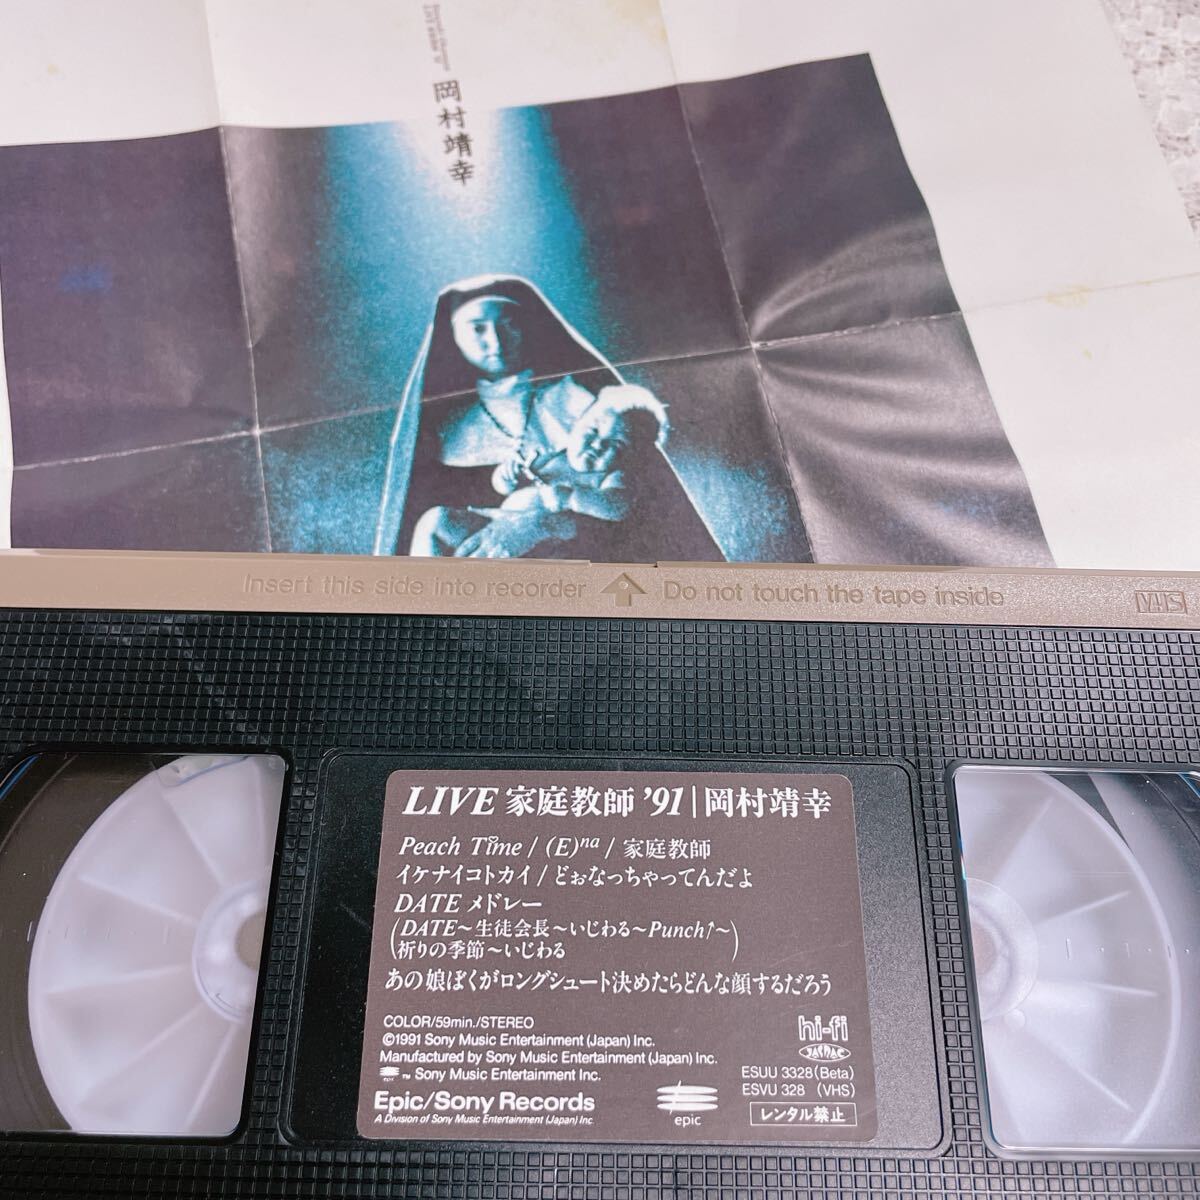 岡村靖幸
Insert this side into recorder Do not touch the tape inside
VHS
LIVE 家庭教師 '91 | 岡村靖幸
Peach Time / (E)na / 家庭教師
イケナイコトカイ / どぉなっちゃってんだよ
DATE メドレー
(DATE～生徒会長～いじわる～Punch↑～
祈りの季節～いじわる)
あの娘ぼくがロングシュート決めたらどんな顔するだろう
COLOR/59min./STEREO
©1991 Sony Music Entertainment (Japan) Inc.
Manufactured by Sony Music Entertainment (Japan) Inc.
epic ™ Sony Music Entertainment Inc.
Epic/Sony Records
A Division of Sony Music Entertainment (Japan) Inc
epic
hi-fi
JASRAC
ESUU 3328 (Beta)
ESVU 328 (VHS)
レンタル禁止